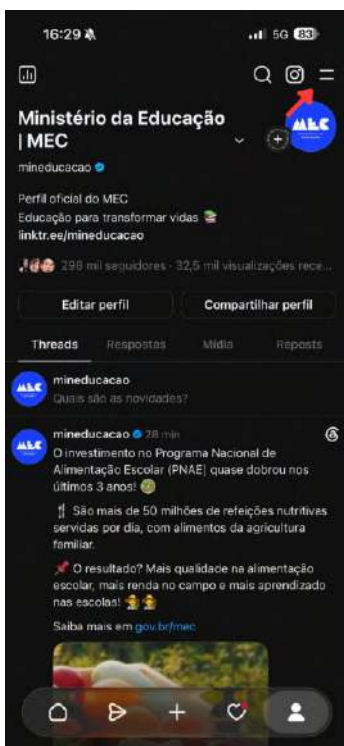 16:29
5G 83
Ministério da Educação
| MEC
MEC
mineducacao
Perfil oficial do MEC
Educação para transformar vidas
linktr.ee/mineducacao
298 mil seguidores · 32,5 mil visualizações rece...
Editar perfil
Compartilhar perfil
Threads
Respostas
Mídia
Reposts
MEC
mineducacao
Quais são as novidades?
MEC
mineducacao 28 min
O investimento no Programa Nacional de
Alimentação Escolar (PNAE) quase dobrou nos
últimos 3 anos!
São mais de 50 milhões de refeições nutritivas
servidas por dia, com alimentos da agricultura
familiar.
O resultado? Mais qualidade na alimentação
escolar, mais renda no campo e mais aprendizado
nas escolas!
Saiba mais em gov.br/mec